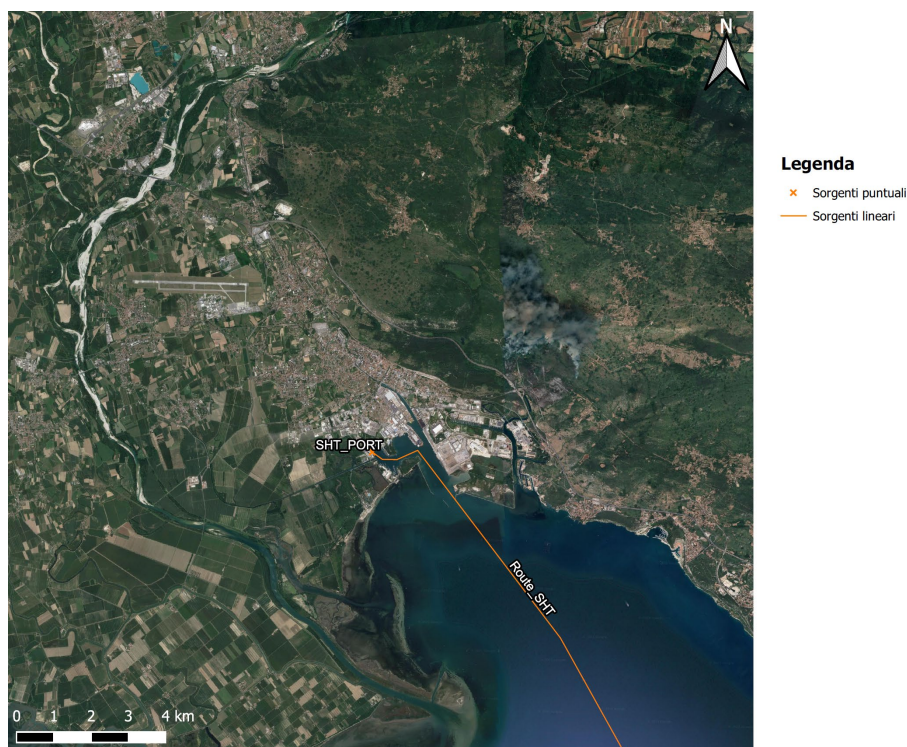 N
Legenda
Sorgenti puntuali
Sorgenti lineari
SHT_PORT
Route_SHT
0 1 2 3 4 km